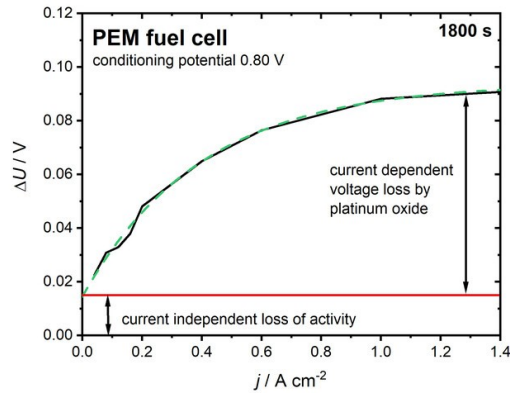 PEM fuel cell
1800 s
conditioning potential 0.80 V
0.12
0.10
0.08
0.06
0.04
0.02
0.00
ΔU / V
current dependent
voltage loss by
platinum oxide
current independent loss of activity
0.0 0.2 0.4 0.6 0.8 1.0 1.2 1.4
j / A cm⁻²